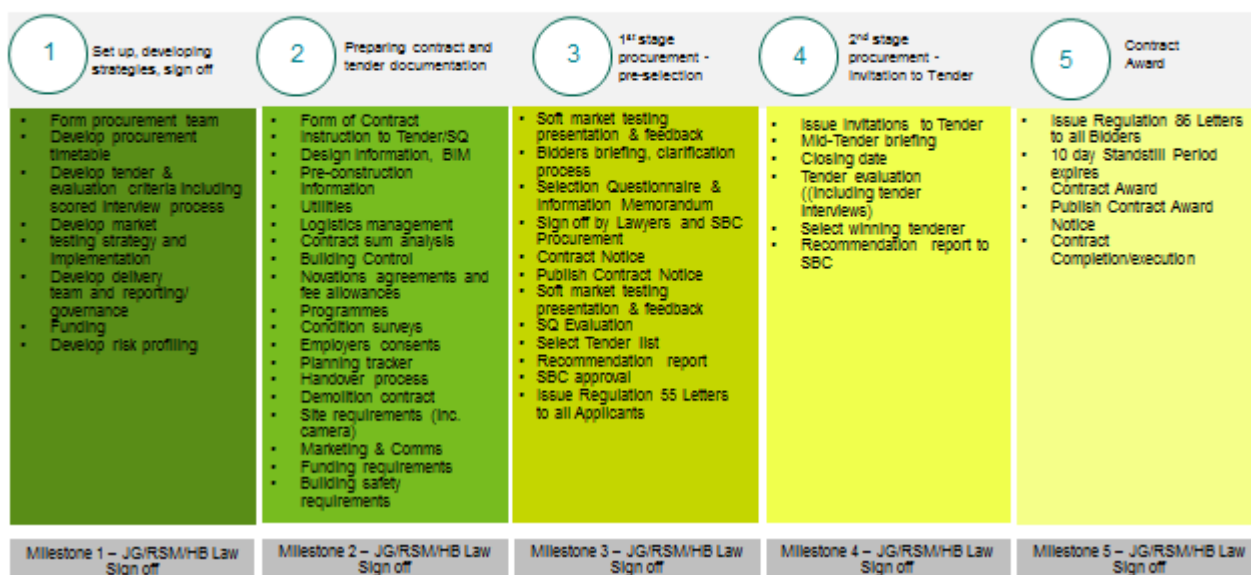 1
Set up, developing
strategies, sign off
2
Preparing contract and
tender documentation
3
1st stage
procurement -
pre-selection
4
2nd stage
procurement -
Invitation to Tender
5
Contract
Award
• Form procurement team
• Develop procurement
timetable
• Develop tender &
evaluation criteria including
scored interview process
• Develop market
• testing strategy and
implementation
• Develop delivery
team and reporting/
governance
• Funding
• Develop risk profiling
• Form of Contract
• Instruction to Tender/SQ
• Design information, BIM
• Pre-construction
information
• Utilities
• Logistics management
• Contract sum analysis
• Building Control
• Novations agreements and
fee allowances
• Programmes
• Condition surveys
• Employers consents
• Planning tracker
• Handover process
• Demolition contract
• Site requirements (inc.
camera)
• Marketing & Comms
• Funding requirements
• Building safety
requirements
• Soft market testing
presentation & feedback
• Bidders briefing, clarification
process
• Selection Questionnaire &
Information Memorandum
• Sign off by Lawyers and SBC
Procurement
• Contract Notice
• Publish Contract Notice
• Soft market testing
presentation & feedback
• SQ Evaluation
• Select Tender list
• Recommendation report
• SBC approval
• Issue Regulation 55 Letters
to all Applicants
• Issue Invitations to Tender
• Mid-Tender briefing
• Closing date
• Tender evaluation
((including tender
interviews)
• Select winning tenderer
• Recommendation report to
SBC
• Issue Regulation 86 Letters
to all Bidders
• 10 day Standstill Period
expires
• Contract Award
• Publish Contract Award
Notice
• Contract
Completion/execution
Milestone 1 – JG/RSM/HB Law
Sign off
Milestone 2 – JG/RSM/HB Law
Sign off
Milestone 3 – JG/RSM/HB Law
Sign off
Milestone 4 – JG/RSM/HB Law
Sign off
Milestone 5 – JG/RSM/HB Law
Sign off